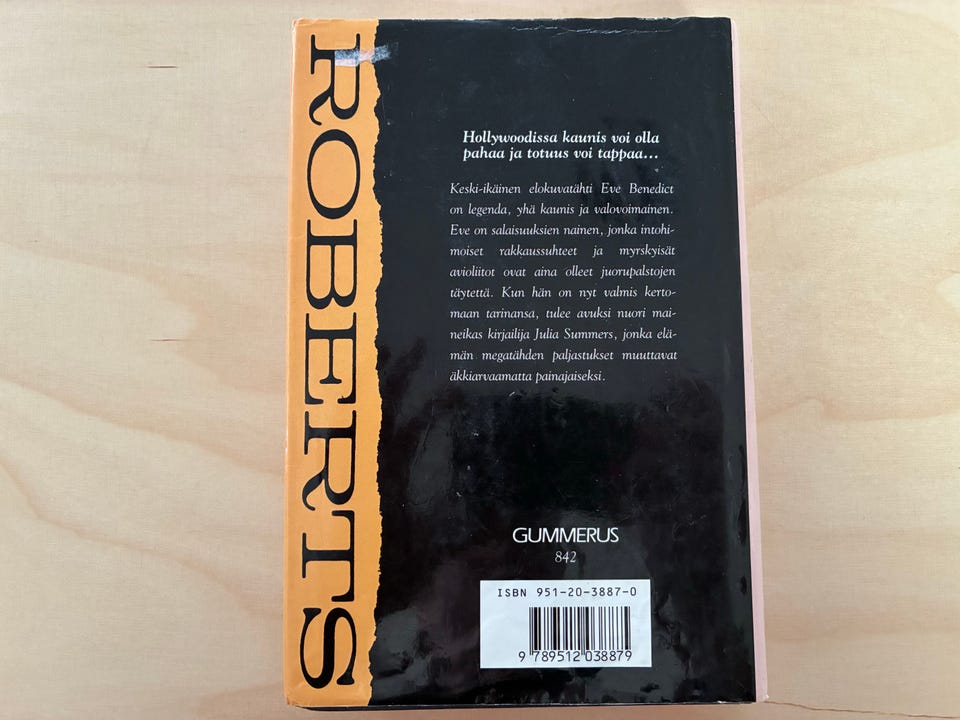 ROBERTS
Hollywoodissa kaunis voi olla
pahaa ja totuus voi tappaa...
Keski-ikäinen elokuvatähti Eve Benedict
on legenda, yhä kaunis ja valovoimainen.
Eve on salaisuuksien nainen, jonka intohi-
moiset rakkaussuhteet ja myrskyisät
avioliitot ovat aina olleet juorupalstojen
täytettä. Kun hän on nyt valmis kerto-
maan tarinansa, tulee avuksi nuori mai-
neikas kirjailija Julia Summers, jonka elä-
män megatähden paljastukset muuttavat
äkkiarvaamatta painajaiseksi.
GUMMERUS
842
ISBN 951-20-3887-0
9 789512 038879